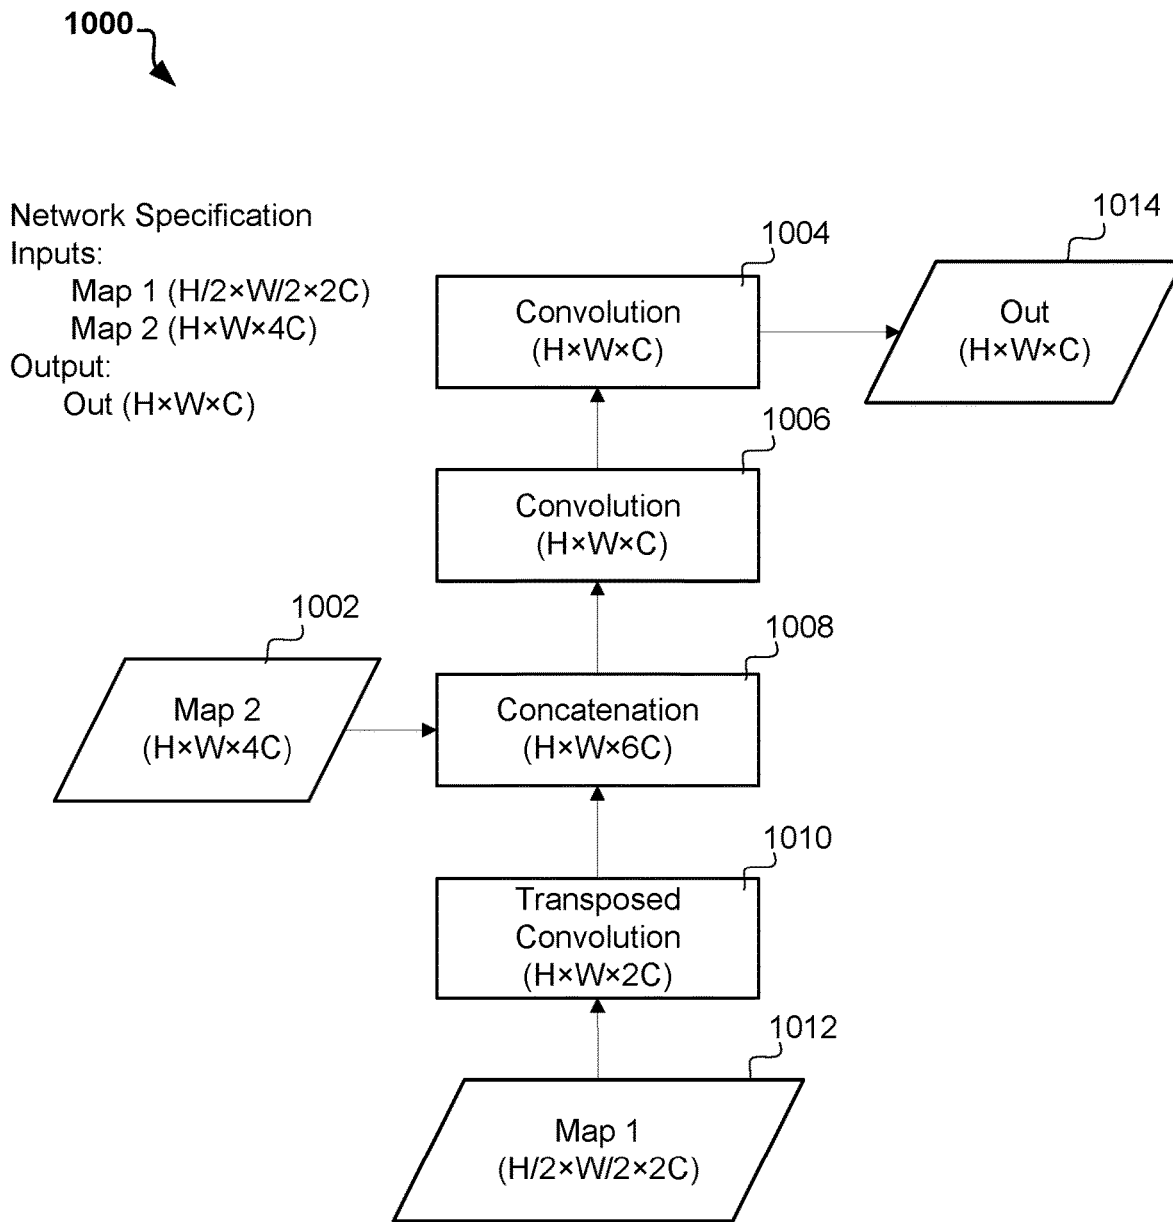 1000
Network Specification
Inputs:
Map 1 (H/2×W/2×2C)
Map 2 (H×W×4C)
Output:
Out (H×W×C)
1004
Convolution
(H×W×C)
1014
Out
(H×W×C)
1006
Convolution
(H×W×C)
1002
Map 2
(H×W×4C)
1008
Concatenation
(H×W×6C)
1010
Transposed
Convolution
(H×W×2C)
1012
Map 1
(H/2×W/2×2C)